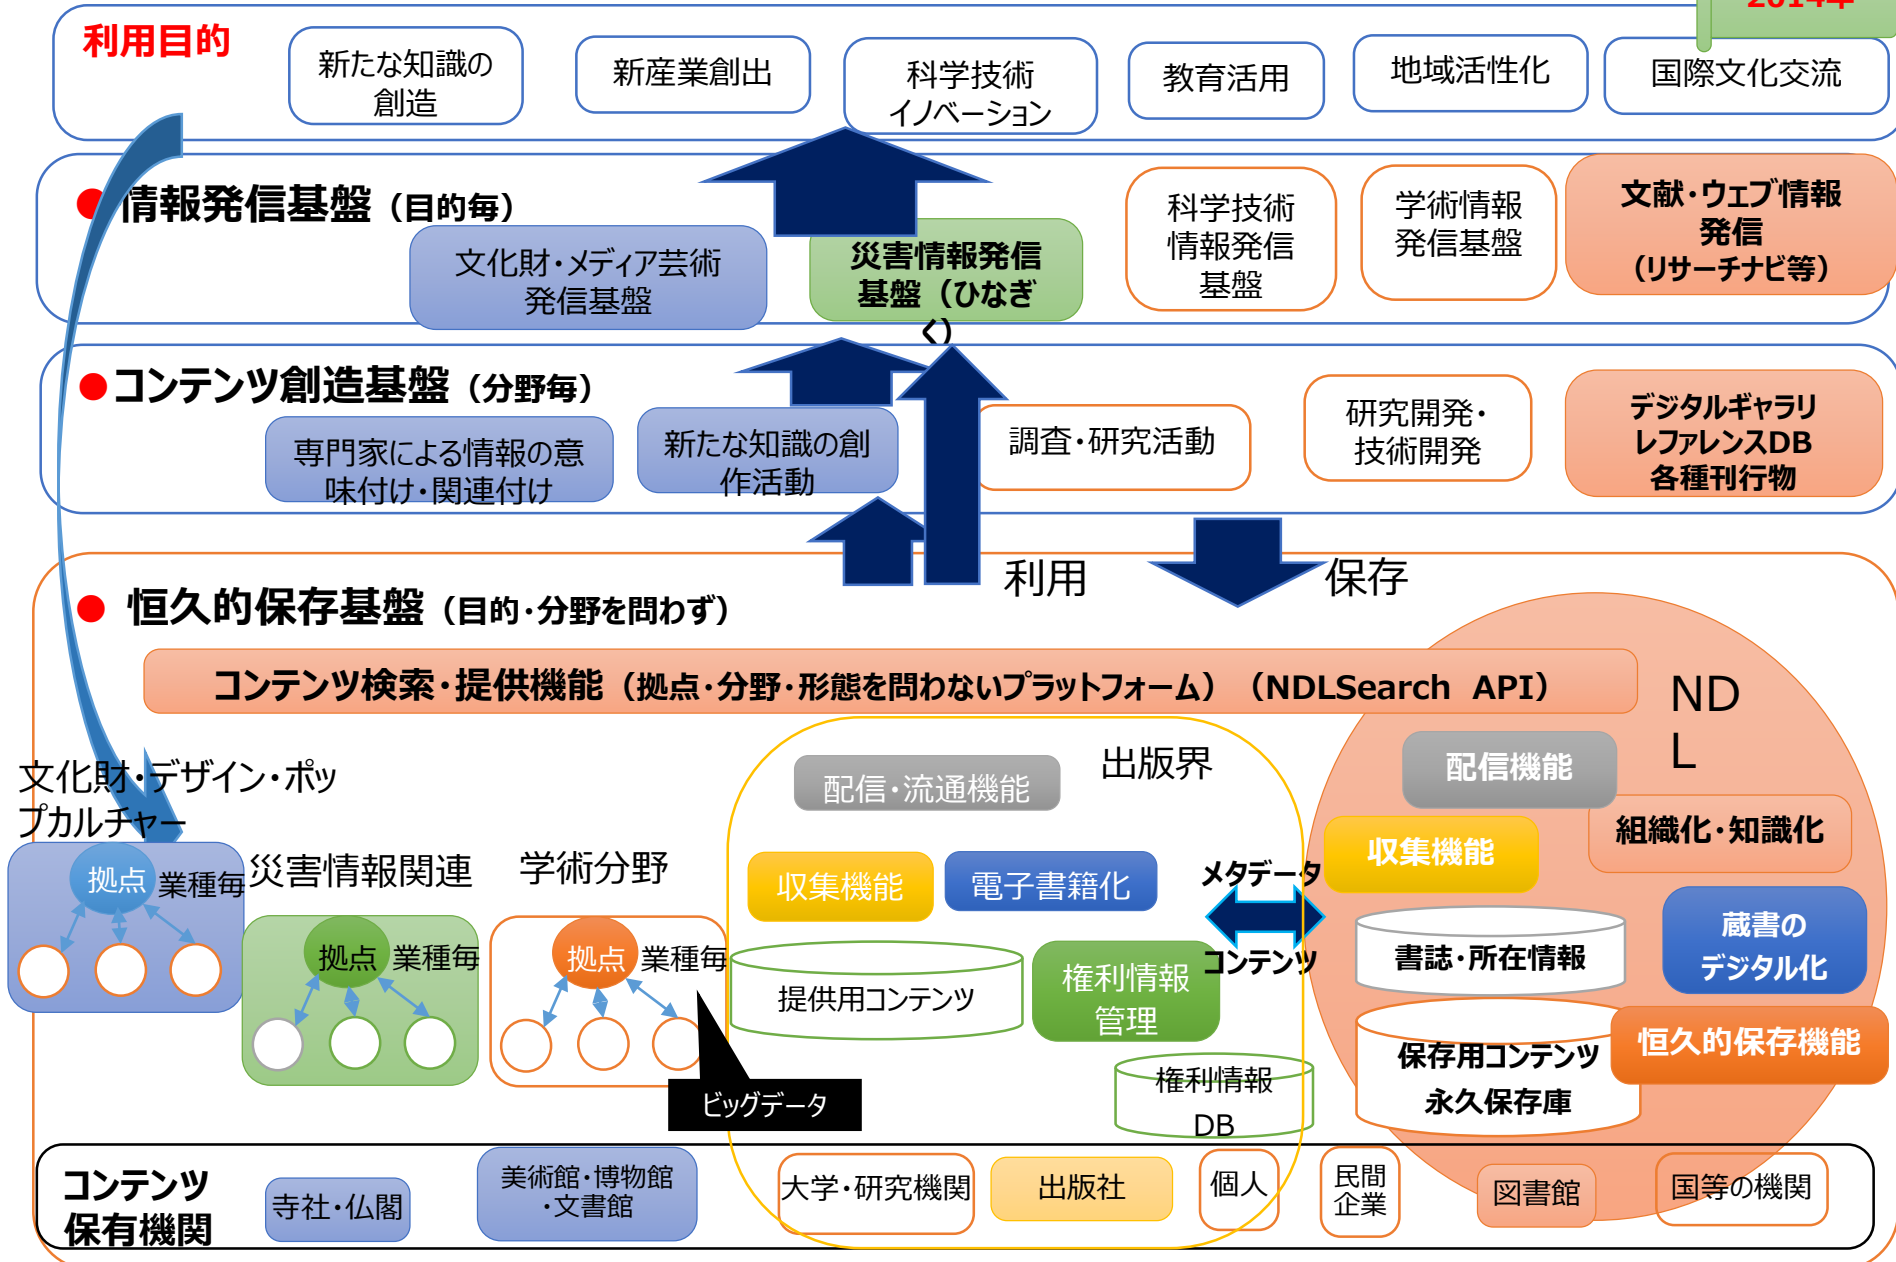 2014年
利用目的
新たな知識の
創造
新産業創出
科学技術
イノベーション
教育活用
地域活性化
国際文化交流
●情報発信基盤（目的毎）
文化財・メディア芸術
発信基盤
災害情報発信
基盤（ひなぎ
く）
科学技術
情報発信
基盤
学術情報
発信基盤
文献・ウェブ情報
発信
（リサーチナビ等）
●コンテンツ創造基盤（分野毎）
専門家による情報の意
味付け・関連付け
新たな知識の創
作活動
調査・研究活動
研究開発・
技術開発
デジタルギャラリ
レファレンスDB
各種刊行物
利用
保存
● 恒久的保存基盤（目的・分野を問わず）
コンテンツ検索・提供機能（拠点・分野・形態を問わないプラットフォーム）（NDLSearch API）
ND
L
文化財・デザイン・ポッ
プカルチャー
拠点
業種毎
災害情報関連
拠点
業種毎
学術分野
拠点
業種毎
ビッグデータ
出版界
配信・流通機能
収集機能
電子書籍化
提供用コンテンツ
権利情報
管理
権利情報
DB
メタデータ
コンテンツ
配信機能
組織化・知識化
収集機能
書誌・所在情報
蔵書の
デジタル化
保存用コンテンツ
永久保存庫
恒久的保存機能
コンテンツ
保有機関
寺社・仏閣
美術館・博物館
・文書館
大学・研究機関
出版社
個人
民間
企業
図書館
国等の機関